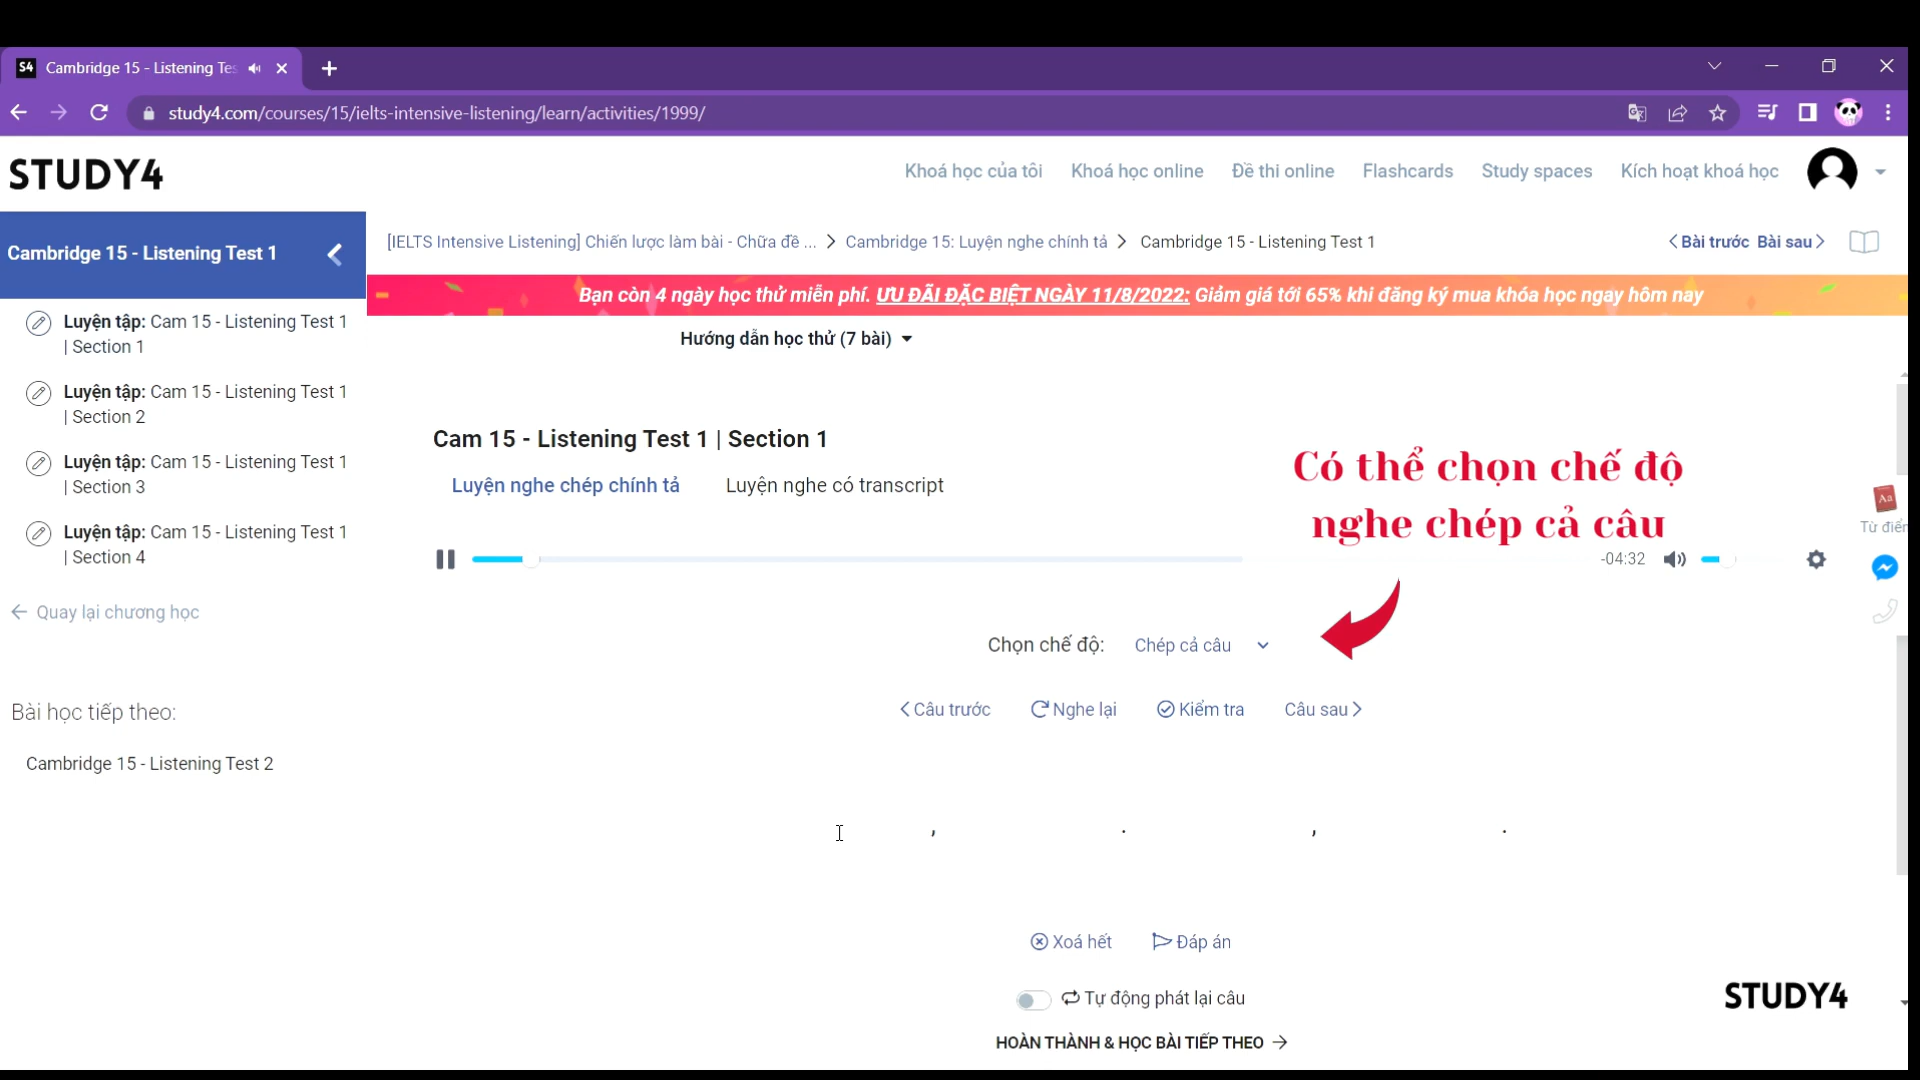 S4 Cambridge 15 - Listening Te
study4.com/courses/15/ielts-intensive-listening/learn/activities/1999/
STUDY4
Khoá học của tôi Khoá học online Đề thi online Flashcards Study spaces Kích hoạt khoá học
Cambridge 15 - Listening Test 1
[IELTS Intensive Listening] Chiến lược làm bài - Chữa đề ... > Cambridge 15: Luyện nghe chính tả > Cambridge 15 - Listening Test 1
Bài trước Bài sau
Bạn còn 4 ngày học thử miễn phí. ƯU ĐÃI ĐẶC BIỆT NGÀY 11/8/2022: Giảm giá tới 65% khi đăng ký mua khóa học ngay hôm nay
Hướng dẫn học thử (7 bài)
Luyện tập: Cam 15 - Listening Test 1
| Section 1
Luyện tập: Cam 15 - Listening Test 1
| Section 2
Luyện tập: Cam 15 - Listening Test 1
| Section 3
Luyện tập: Cam 15 - Listening Test 1
| Section 4
Quay lại chương học
Bài học tiếp theo:
Cambridge 15 - Listening Test 2
Cam 15 - Listening Test 1 | Section 1
Luyện nghe chép chính tả Luyện nghe có transcript
Có thể chọn chế độ
nghe chép cả câu
-04:32
Aa
Từ điển
Chọn chế độ: Chép cả câu
Câu trước Nghe lại Kiểm tra Câu sau
, . , .
Xoá hết Đáp án
Tự động phát lại câu
HOÀN THÀNH & HỌC BÀI TIẾP THEO
STUDY4